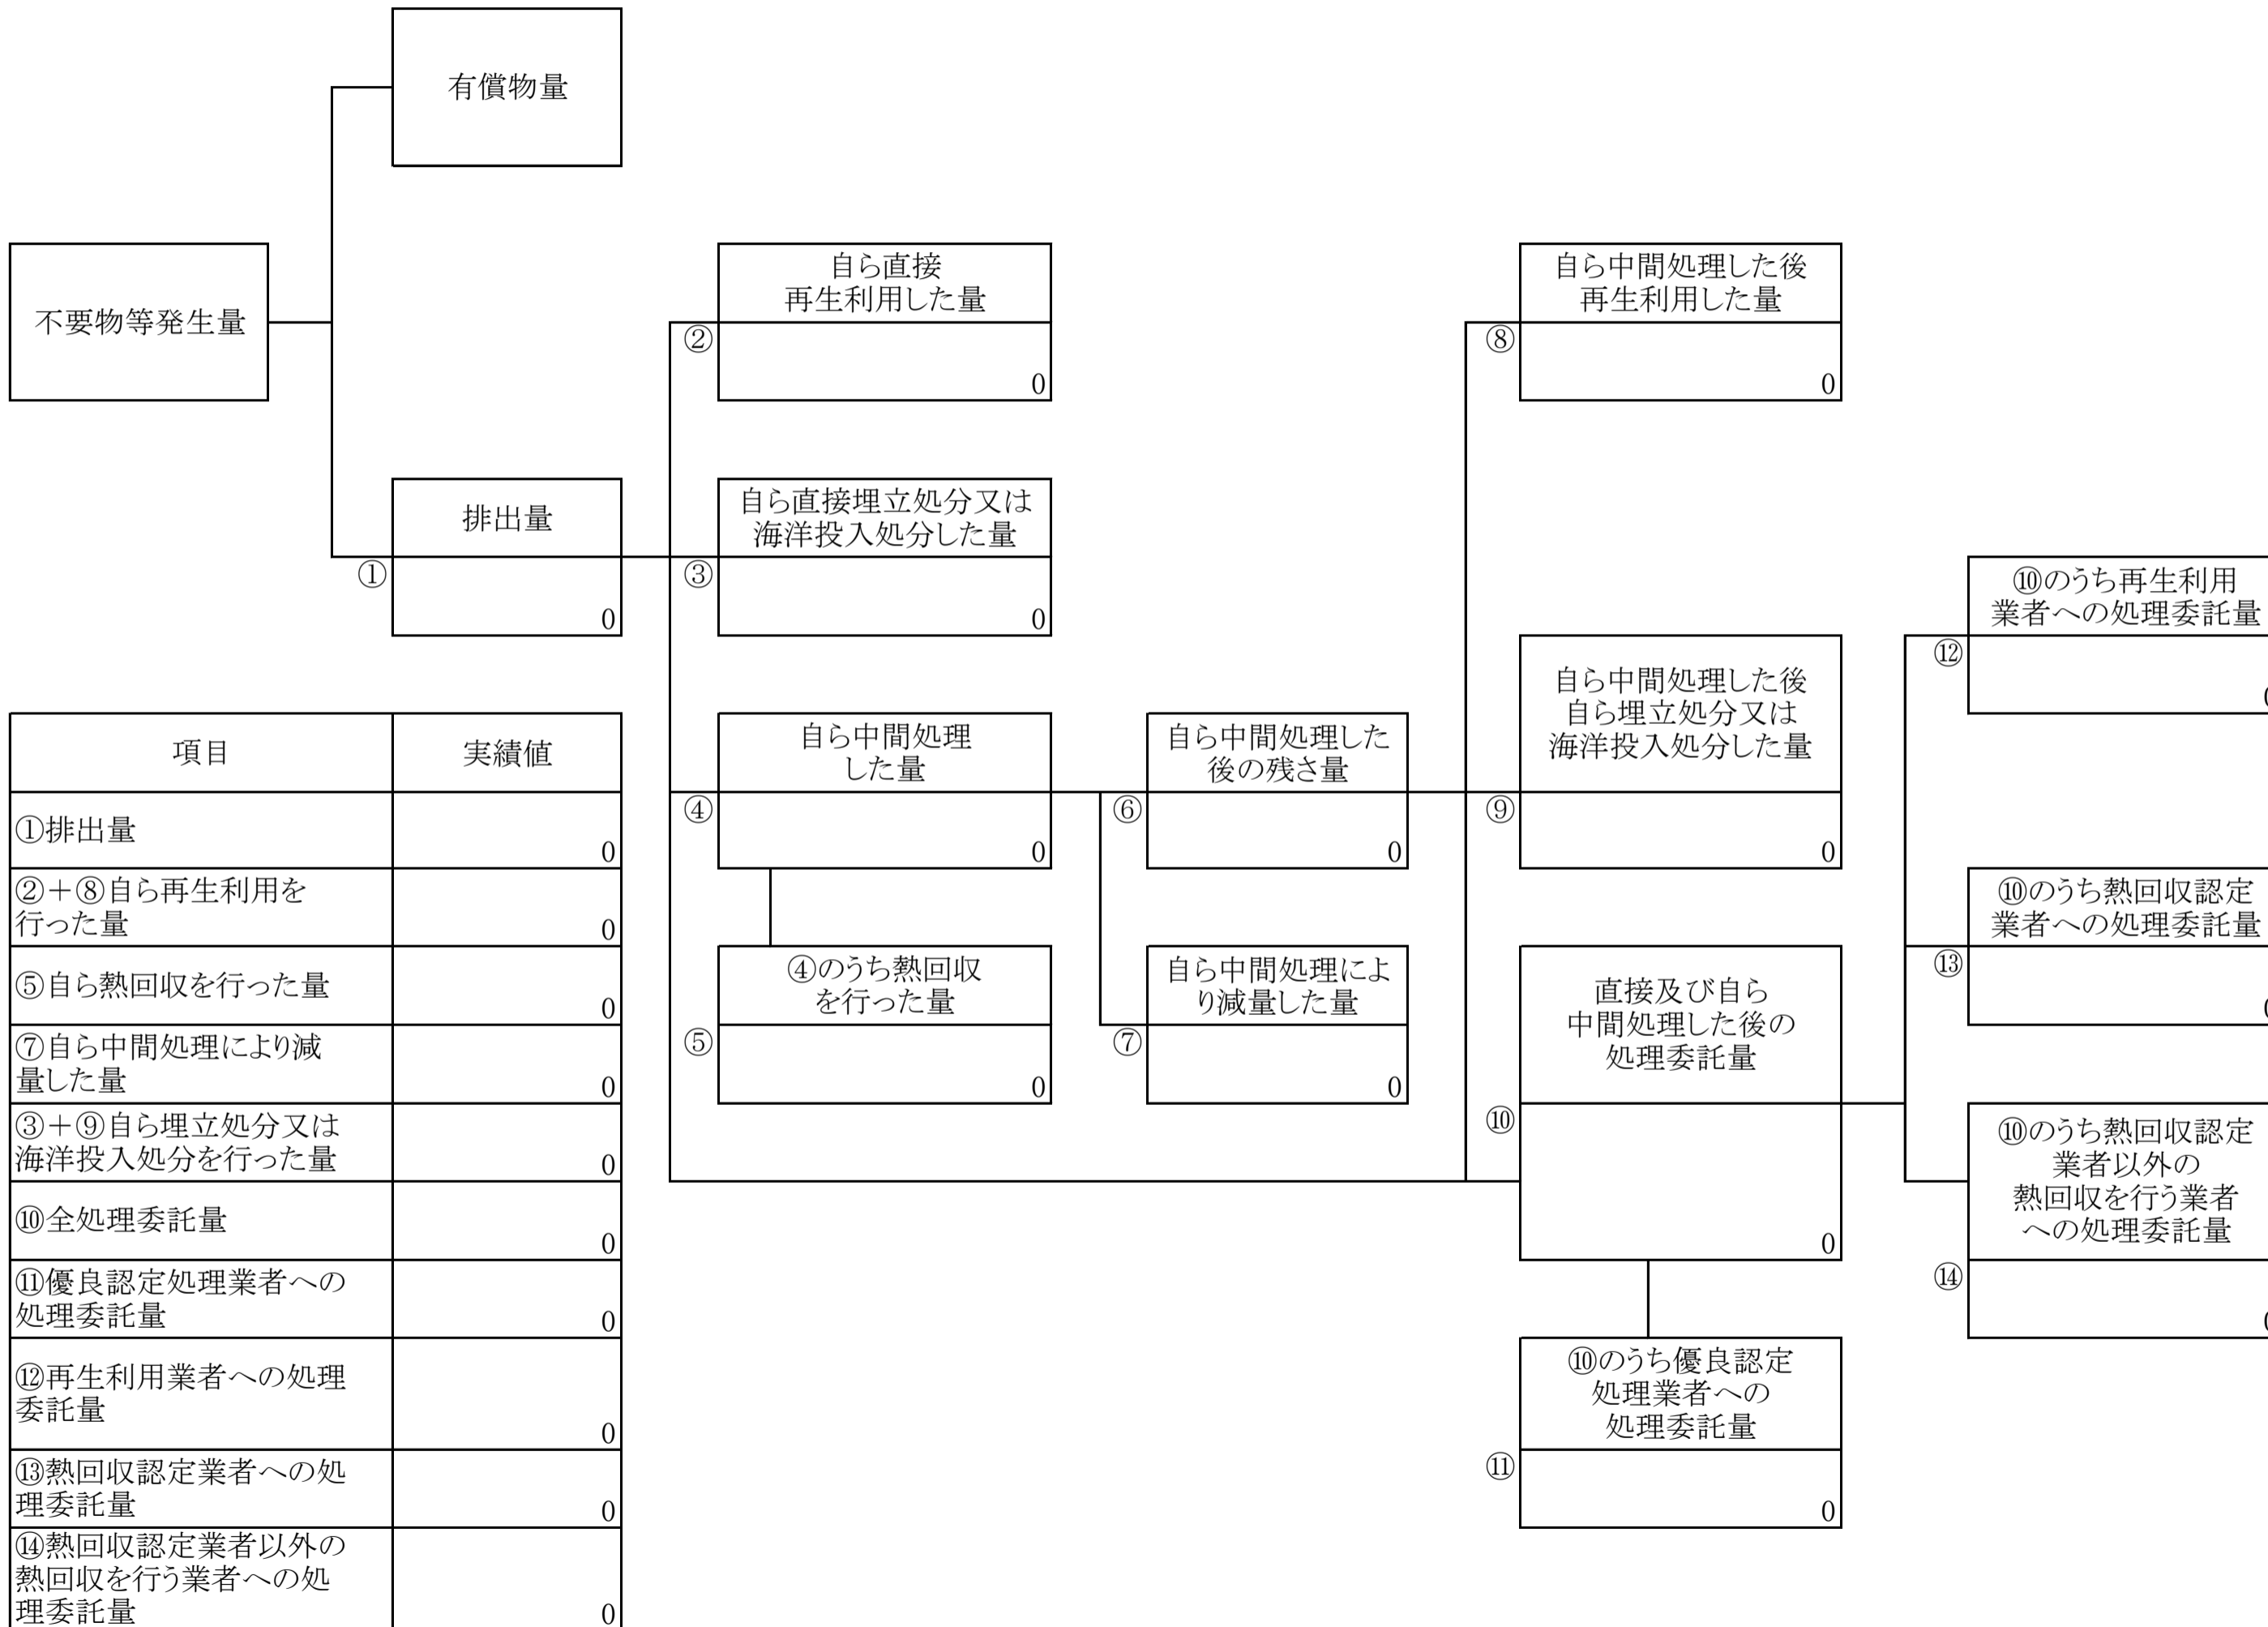 有償物量
不要物等発生量
自ら直接
再生利用した量
②
0
自ら中間処理した後
再生利用した量
⑧
0
排出量
①
0
自ら直接埋立処分又は
海洋投入処分した量
③
0
⑩のうち再生利用
業者への処理委託量
⑫
0
自ら中間処理した後
自ら埋立処分又は
海洋投入処分した量
⑨
0
自ら中間処理
した量
④
0
自ら中間処理した
後の残さ量
⑥
0
⑩のうち熱回収認定
業者への処理委託量
⑬
0
④のうち熱回収
を行った量
⑤
0
自ら中間処理によ
り減量した量
⑦
0
直接及び自ら
中間処理した後の
処理委託量
⑩
0
⑩のうち熱回収認定
業者以外の
熱回収を行う業者
への処理委託量
⑭
0
⑩のうち優良認定
処理業者への
処理委託量
⑪
0
項目 実績値
①排出量
0
②+⑧自ら再生利用を
行った量
0
⑤自ら熱回収を行った量
0
⑦自ら中間処理により減
量した量
0
③+⑨自ら埋立処分又は
海洋投入処分を行った量
0
⑩全処理委託量
0
⑪優良認定処理業者への
処理委託量
0
⑫再生利用業者への処理
委託量
0
⑬熱回収認定業者への処
理委託量
0
⑭熱回収認定業者以外の
熱回収を行う業者への処
理委託量
0